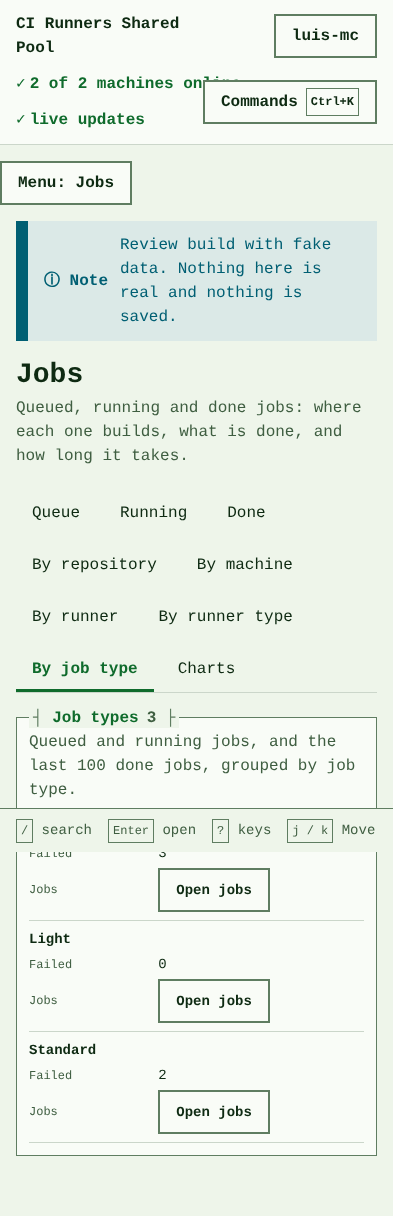 CI Runners Shared
Pool
luis-mc
✓ 2 of 2 machines online
✓ live updates
Commands Ctrl+K
Menu: Jobs
ⓘ Note
Review build with fake
data. Nothing here is
real and nothing is
saved.
Jobs
Queued, running and done jobs: where
each one builds, what is done, and
how long it takes.
Queue Running Done
By repository By machine
By runner By runner type
By job type Charts
Job types 3
Queued and running jobs, and the
last 100 done jobs, grouped by job
type.
/ search Enter open ? keys j / k Move
Failed 3
Jobs Open jobs
Light
Failed 0
Jobs Open jobs
Standard
Failed 2
Jobs Open jobs